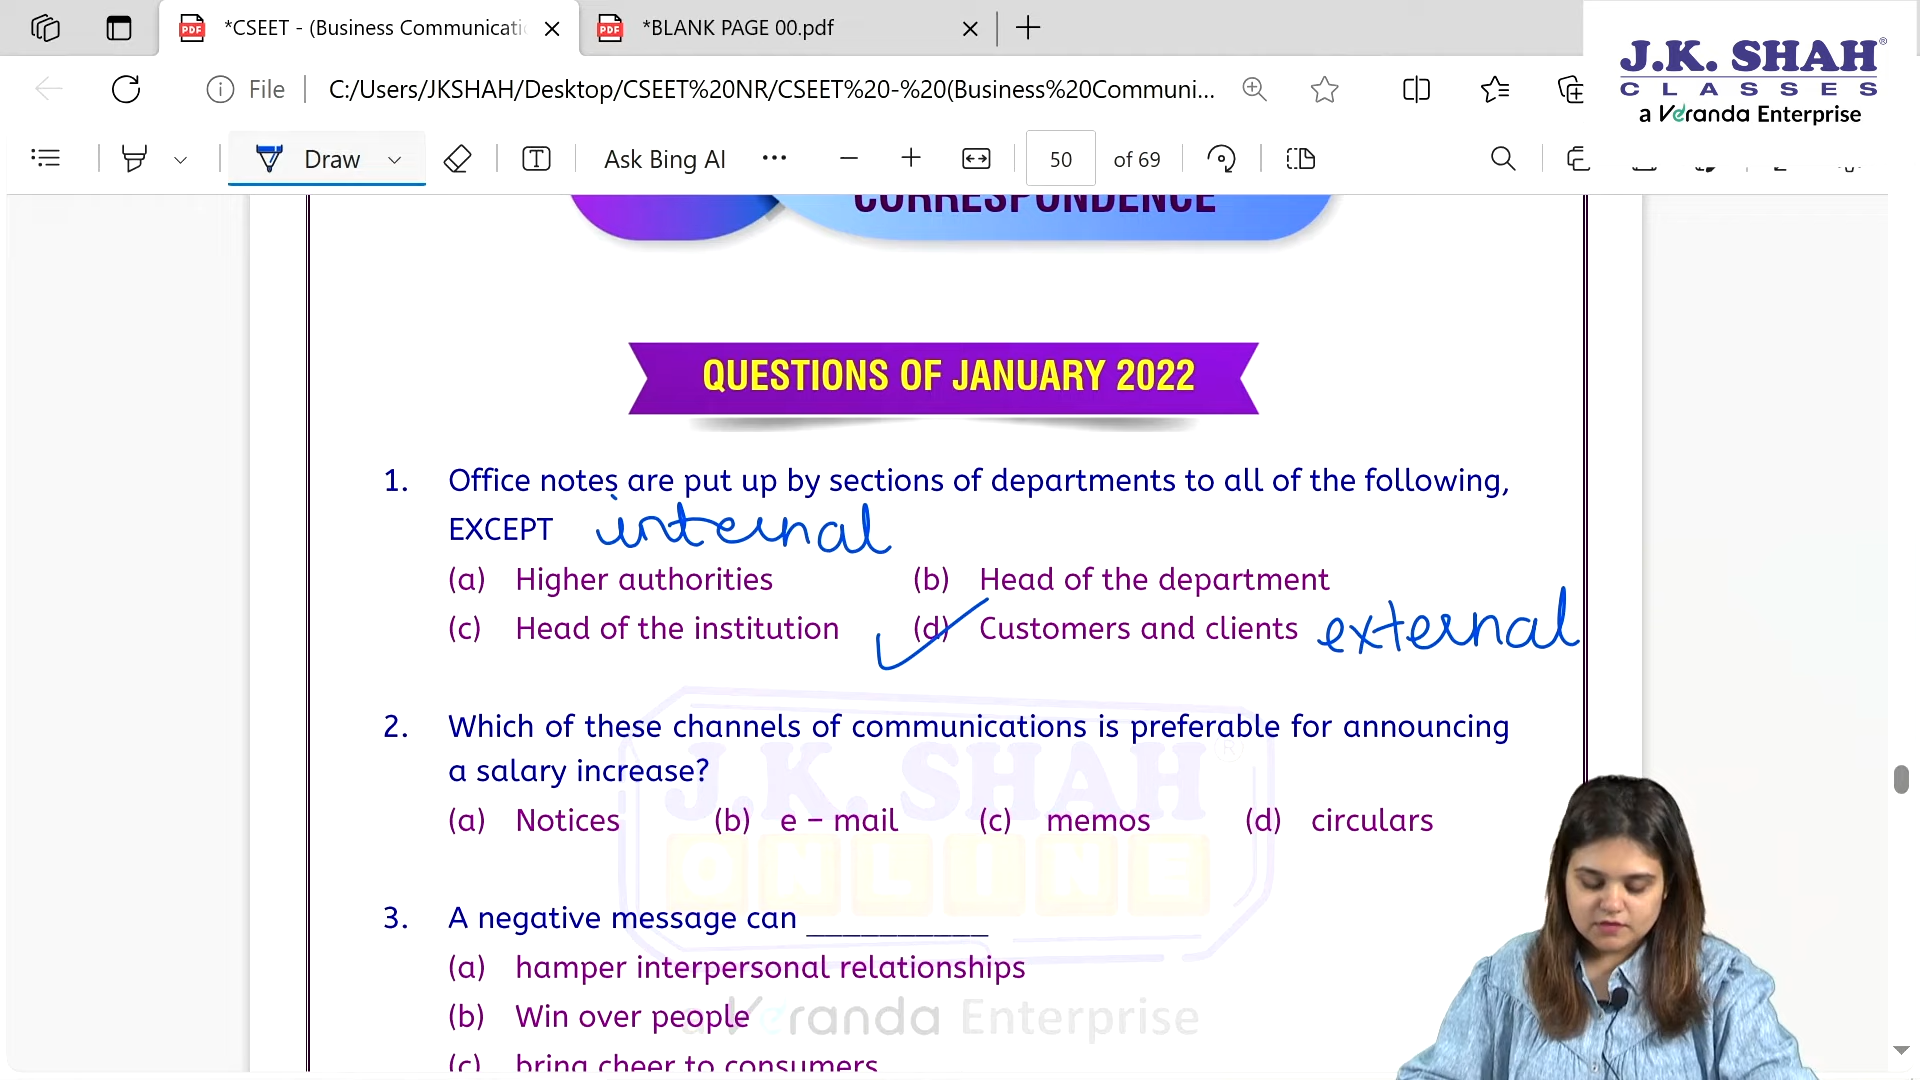 *CSEET - (Business Communicati
*BLANK PAGE 00.pdf
J.K. SHAH®
CLASSES
a Veranda Enterprise
File
C:/Users/JKSHAH/Desktop/CSEET%20NR/CSEET%20-%20(Business%20Communi...
Draw
Ask Bing AI
50
of 69
CORRESPONDENCE
QUESTIONS OF JANUARY 2022
1. Office notes are put up by sections of departments to all of the following,
EXCEPT internal
(a) Higher authorities (b) Head of the department
(c) Head of the institution (d) Customers and clients external
2. Which of these channels of communications is preferable for announcing
a salary increase?
(a) Notices (b) e – mail (c) memos (d) circulars
3. A negative message can __________
(a) hamper interpersonal relationships
(b) Win over people
(c) bring cheer to consumers
J.K. SHAH®
ONLINE
a Veranda Enterprise